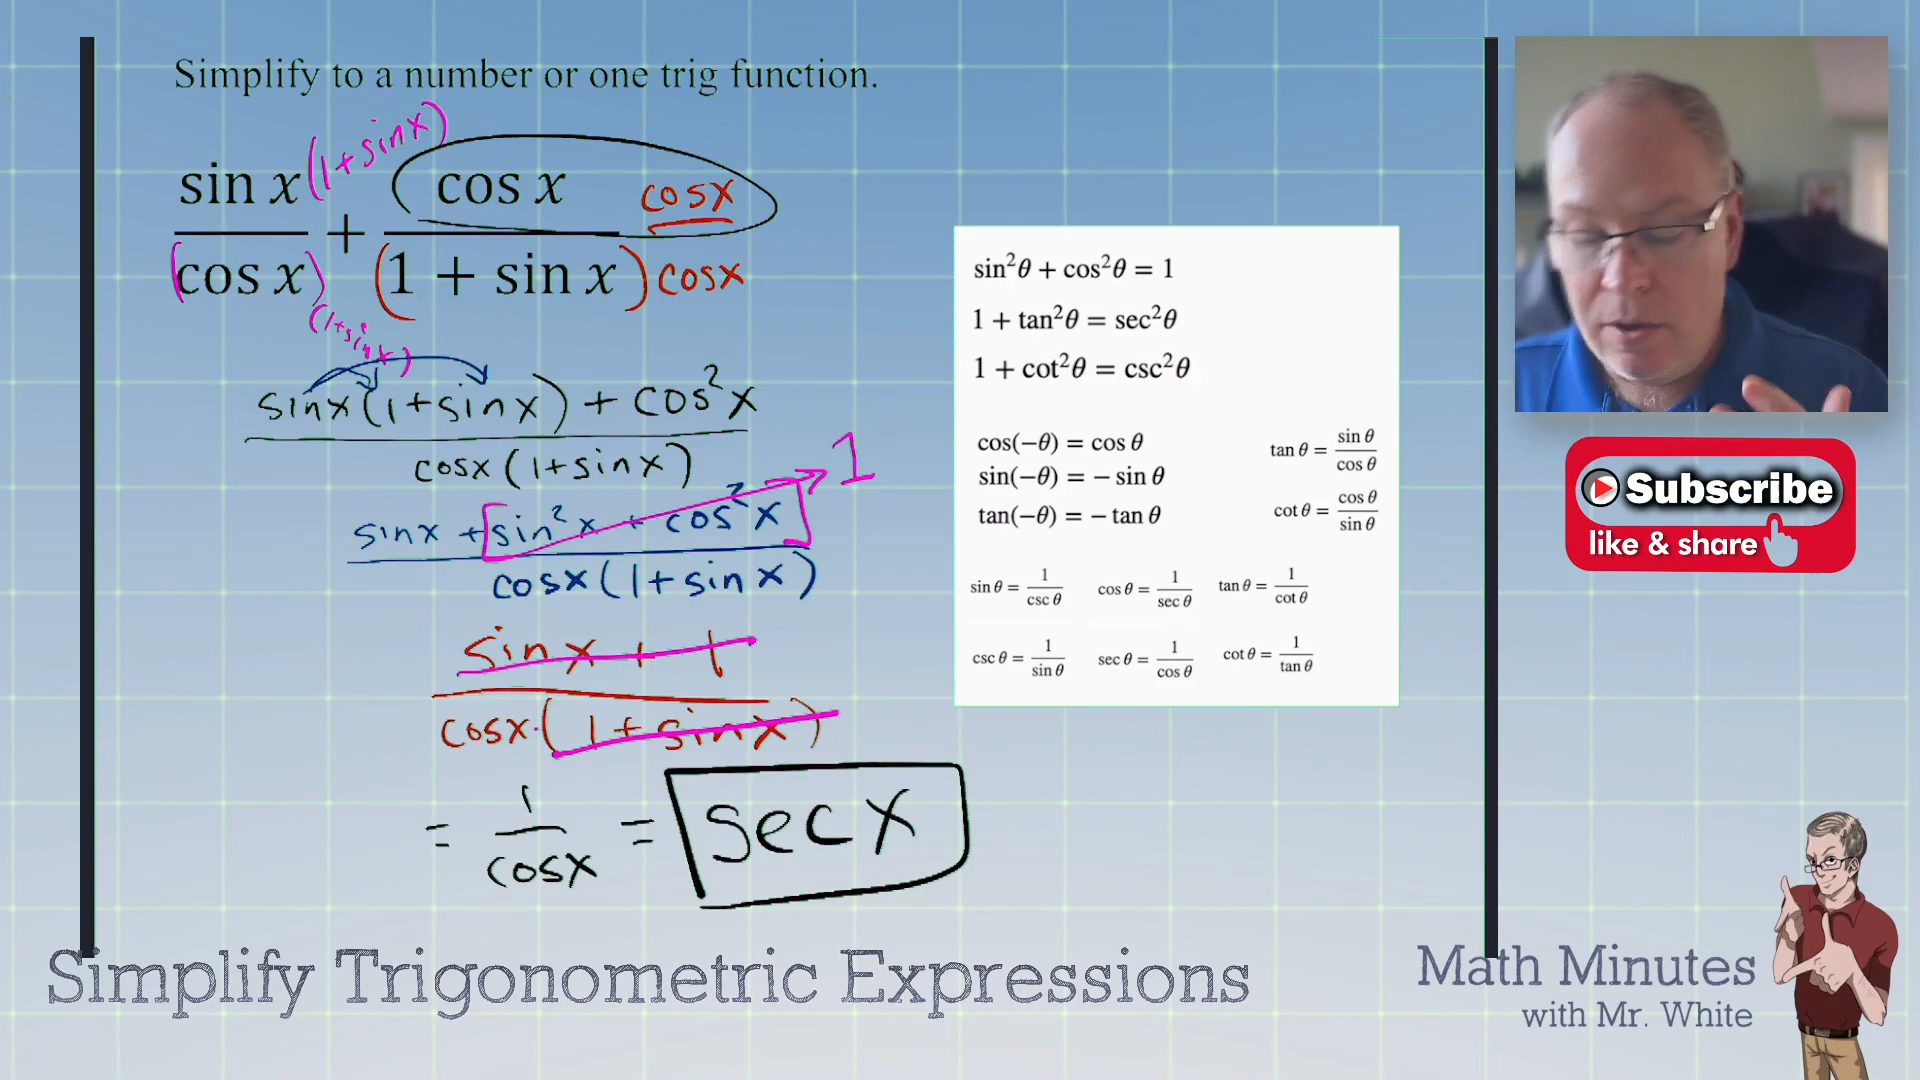 Simplify to a number or one trig function.
sin x (1+sinx) cos x cosx
+
(cos x) (1+sinx) (1 + sin x) cosx
sinx (1+sinx) + cos²x
cosx (1+sinx)
sinx + [sin²x + cos²x] 1
cosx (1+sinx)
sinx + 1
cosx·(1+sinx)
= 1/cosx = secx
sin²θ + cos²θ = 1
1 + tan²θ = sec²θ
1 + cot²θ = csc²θ
cos(−θ) = cos θ
sin(−θ) = − sin θ
tan(−θ) = − tan θ
tan θ = sin θ/cos θ
cot θ = cos θ/sin θ
sin θ = 1/csc θ cos θ = 1/sec θ tan θ = 1/cot θ
csc θ = 1/sin θ sec θ = 1/cos θ cot θ = 1/tan θ
Subscribe
like & share
Simplify Trigonometric Expressions
Math Minutes
with Mr. White